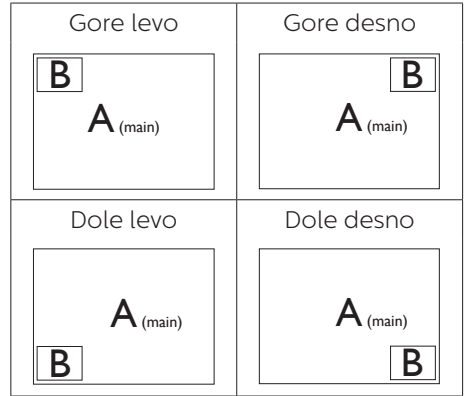 Gore levo
B
A (main)
Gore desno
B
A (main)
Dole levo
A (main)
B
Dole desno
A (main)
B